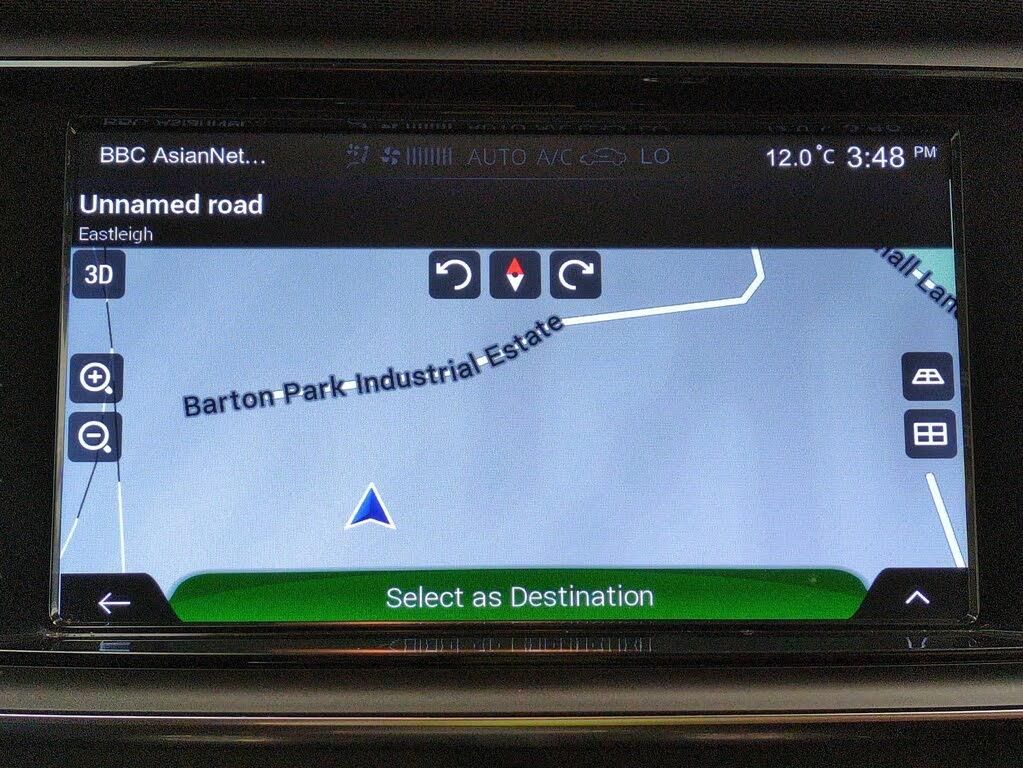 BBC AsianNet...
AUTO A/C LO
12.0°C 3:48 PM
Unnamed road
Eastleigh
3D
Barton Park Industrial Estate
Select as Destination